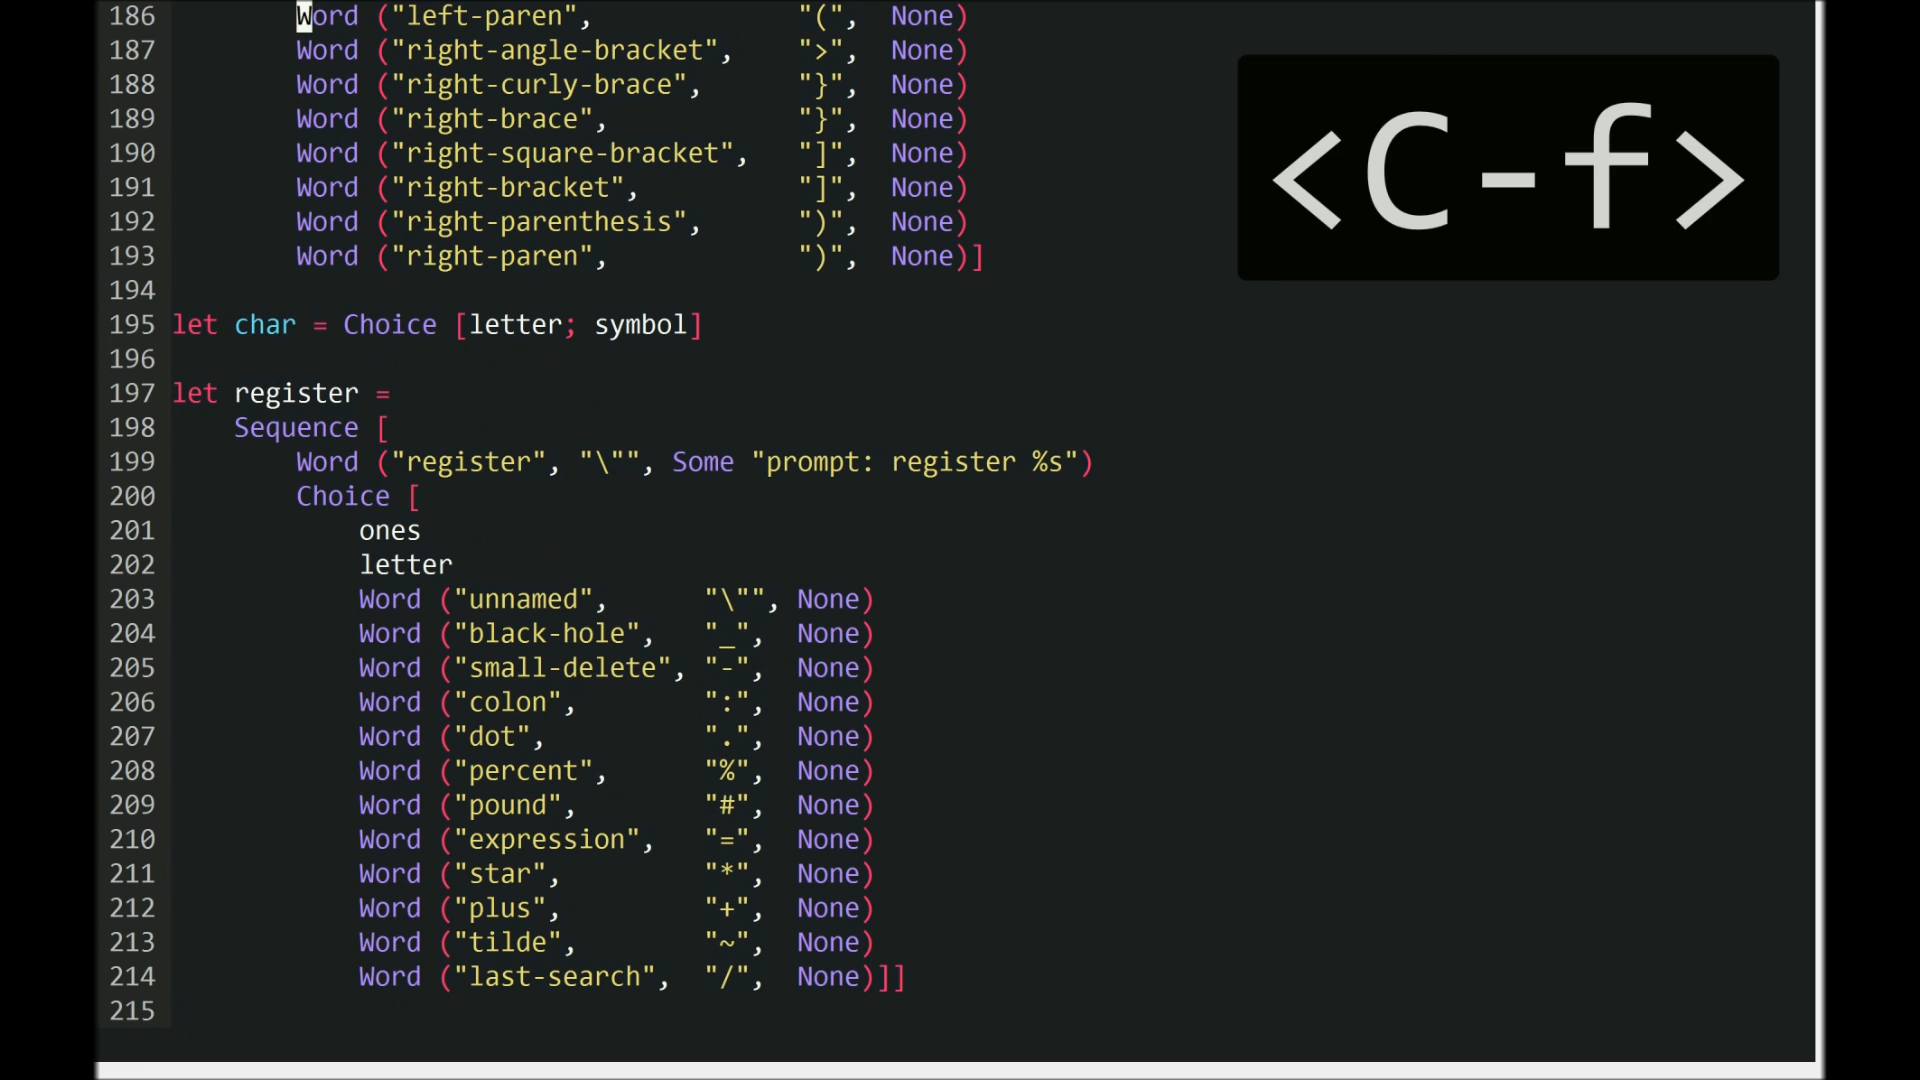 186         Word ("left-paren",             "(",  None)
187         Word ("right-angle-bracket",    ">",  None)
188         Word ("right-curly-brace",      "}",  None)
189         Word ("right-brace",            "}",  None)
190         Word ("right-square-bracket",   "]",  None)
191         Word ("right-bracket",          "]",  None)
192         Word ("right-parenthesis",      ")",  None)
193         Word ("right-paren",            ")",  None)]
194
195 let char = Choice [letter; symbol]
196
197 let register =
198     Sequence [
199         Word ("register", "\"", Some "prompt: register %s")
200         Choice [
201             ones
202             letter
203             Word ("unnamed",      "\"", None)
204             Word ("black-hole",   "_",  None)
205             Word ("small-delete", "-",  None)
206             Word ("colon",        ":",  None)
207             Word ("dot",          ".",  None)
208             Word ("percent",      "%",  None)
209             Word ("pound",        "#",  None)
210             Word ("expression",   "=",  None)
211             Word ("star",         "*",  None)
212             Word ("plus",         "+",  None)
213             Word ("tilde",        "~",  None)
214             Word ("last-search",  "/",  None)]]
215
<C-f>